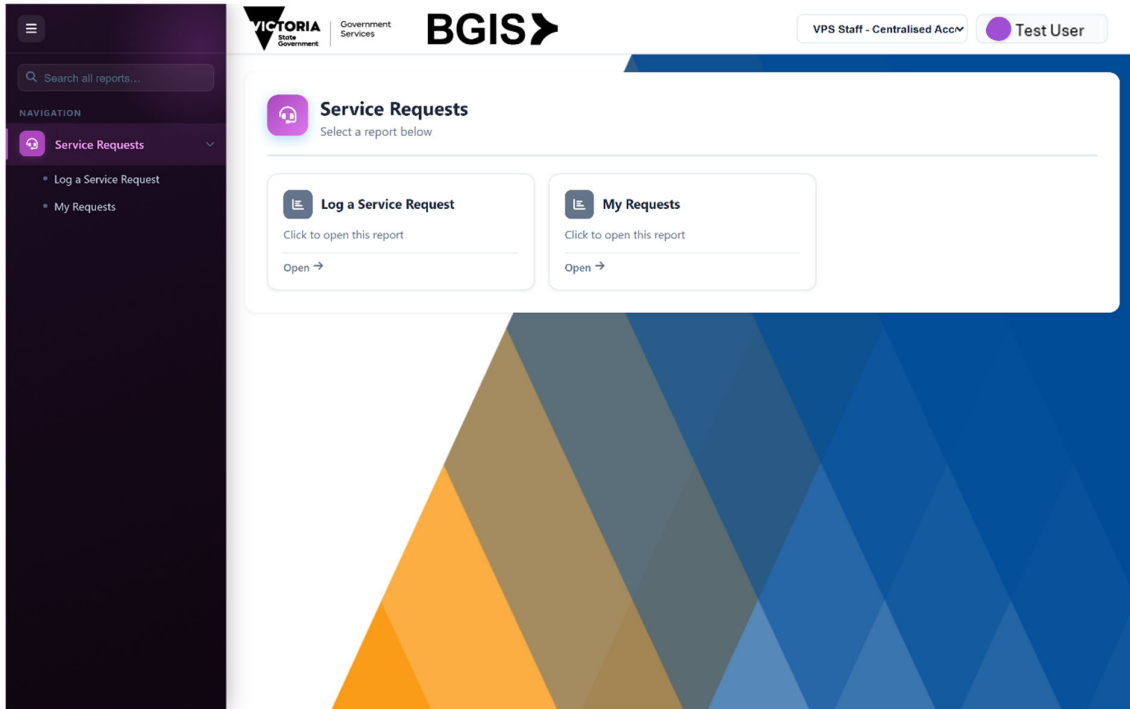 VICTORIA
State
Government
Government
Services
BGIS
VPS Staff - Centralised Acc
Test User
Search all reports...
NAVIGATION
Service Requests
Log a Service Request
My Requests
Service Requests
Select a report below
Log a Service Request
Click to open this report
Open →
My Requests
Click to open this report
Open →